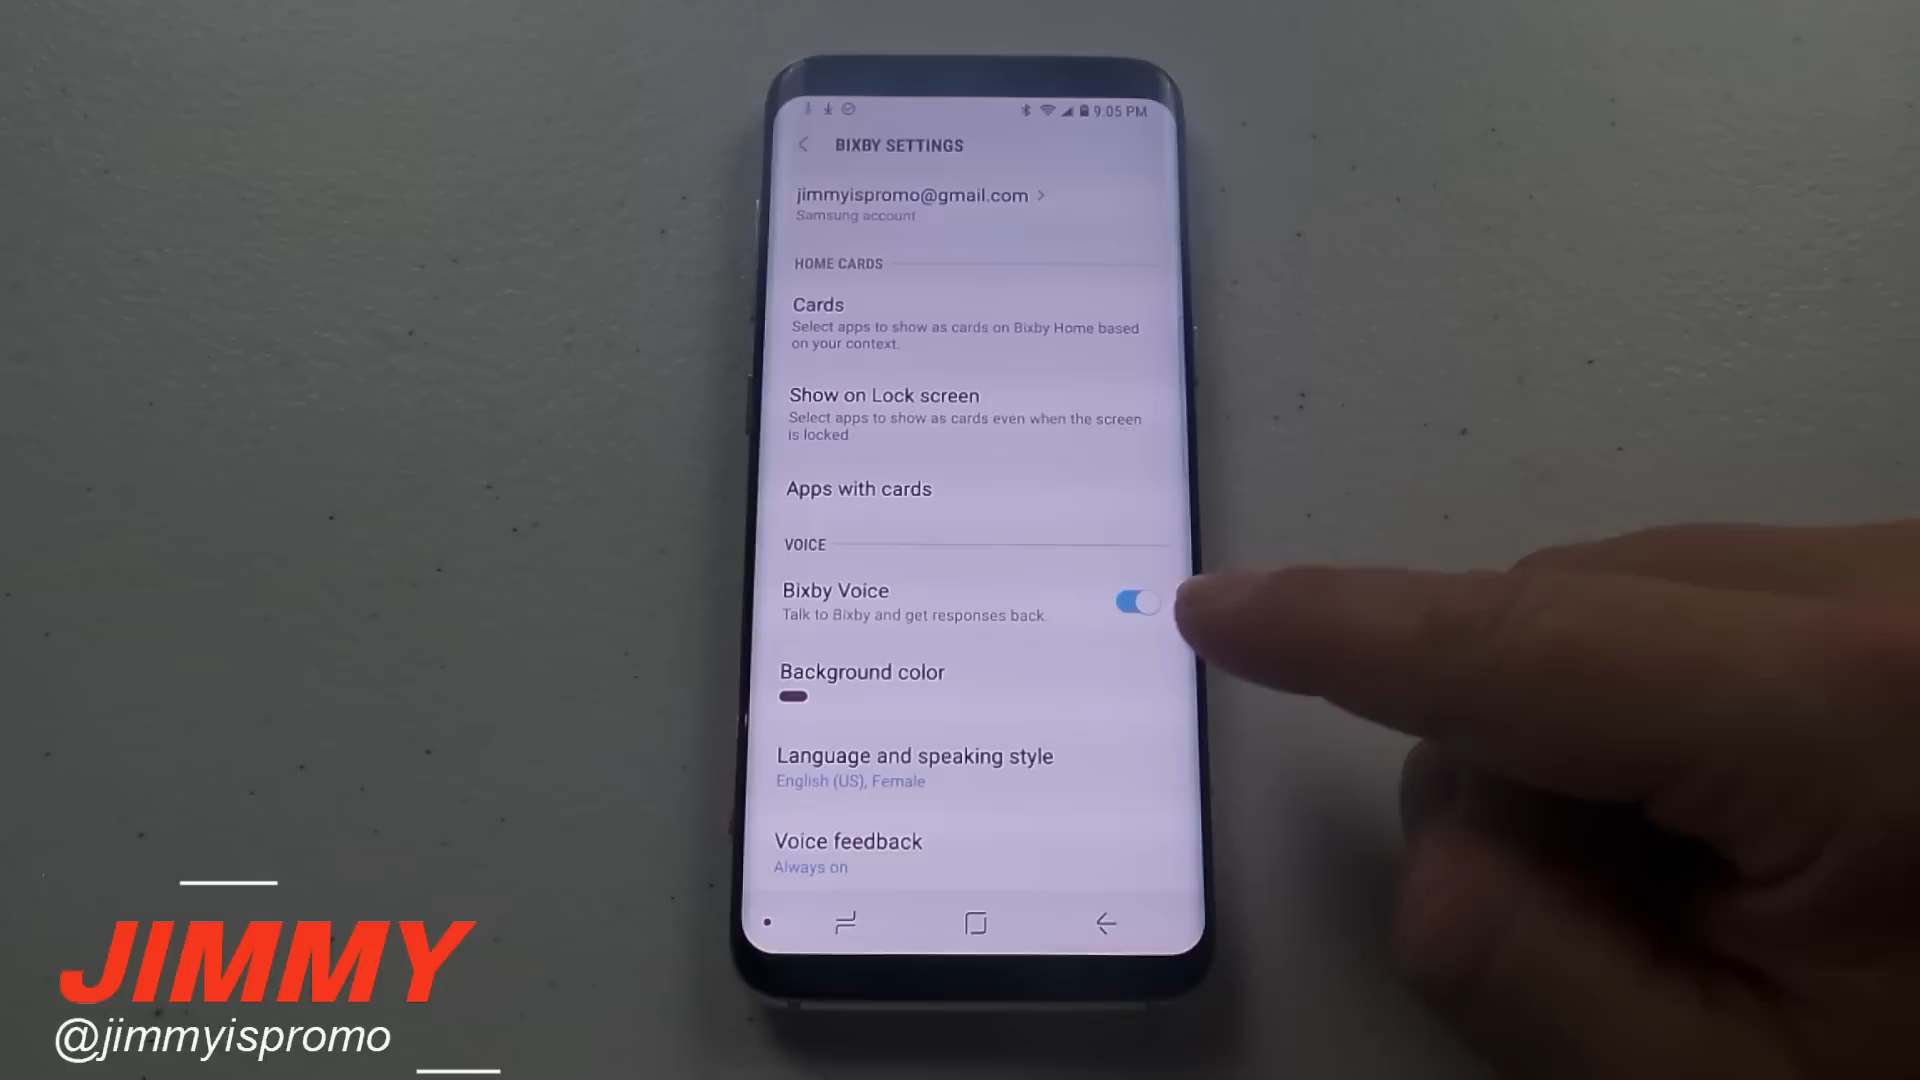 9:05 PM
BIXBY SETTINGS
jimmyispromo@gmail.com
Samsung account
HOME CARDS
Cards
Select apps to show as cards on Bixby Home based
on your context.
Show on Lock screen
Select apps to show as cards even when the screen
is locked
Apps with cards
VOICE
Bixby Voice
Talk to Bixby and get responses back.
Background color
Language and speaking style
English (US), Female
Voice feedback
Always on
JIMMY
@jimmyispromo